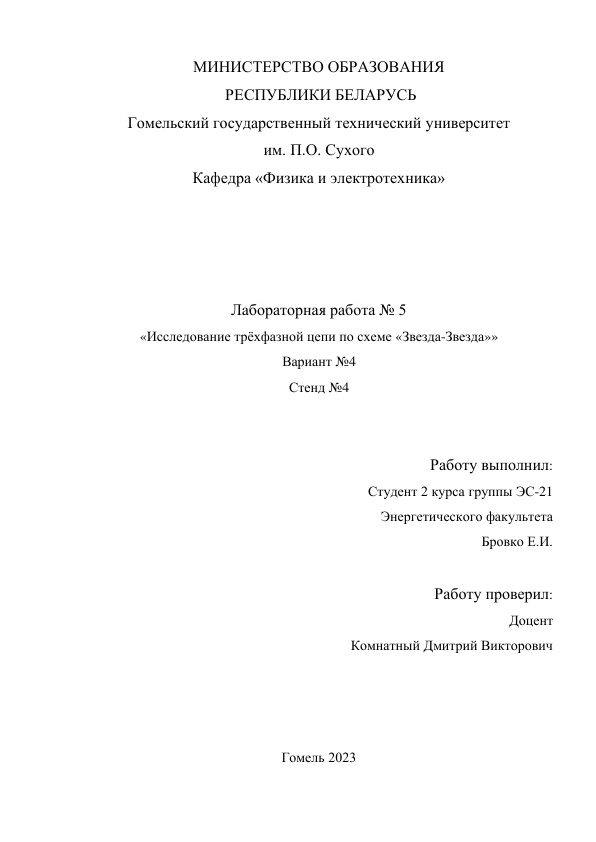 МИНИСТЕРСТВО ОБРАЗОВАНИЯ
РЕСПУБЛИКИ БЕЛАРУСЬ
Гомельский государственный технический университет
им. П.О. Сухого
Кафедра «Физика и электротехника»
Лабораторная работа № 5
«Исследование трёхфазной цепи по схеме «Звезда-Звезда»»
Вариант №4
Стенд №4
Работу выполнил:
Студент 2 курса группы ЭС-21
Энергетического факультета
Бровко Е.И.
Работу проверил:
Доцент
Комнатный Дмитрий Викторович
Гомель 2023